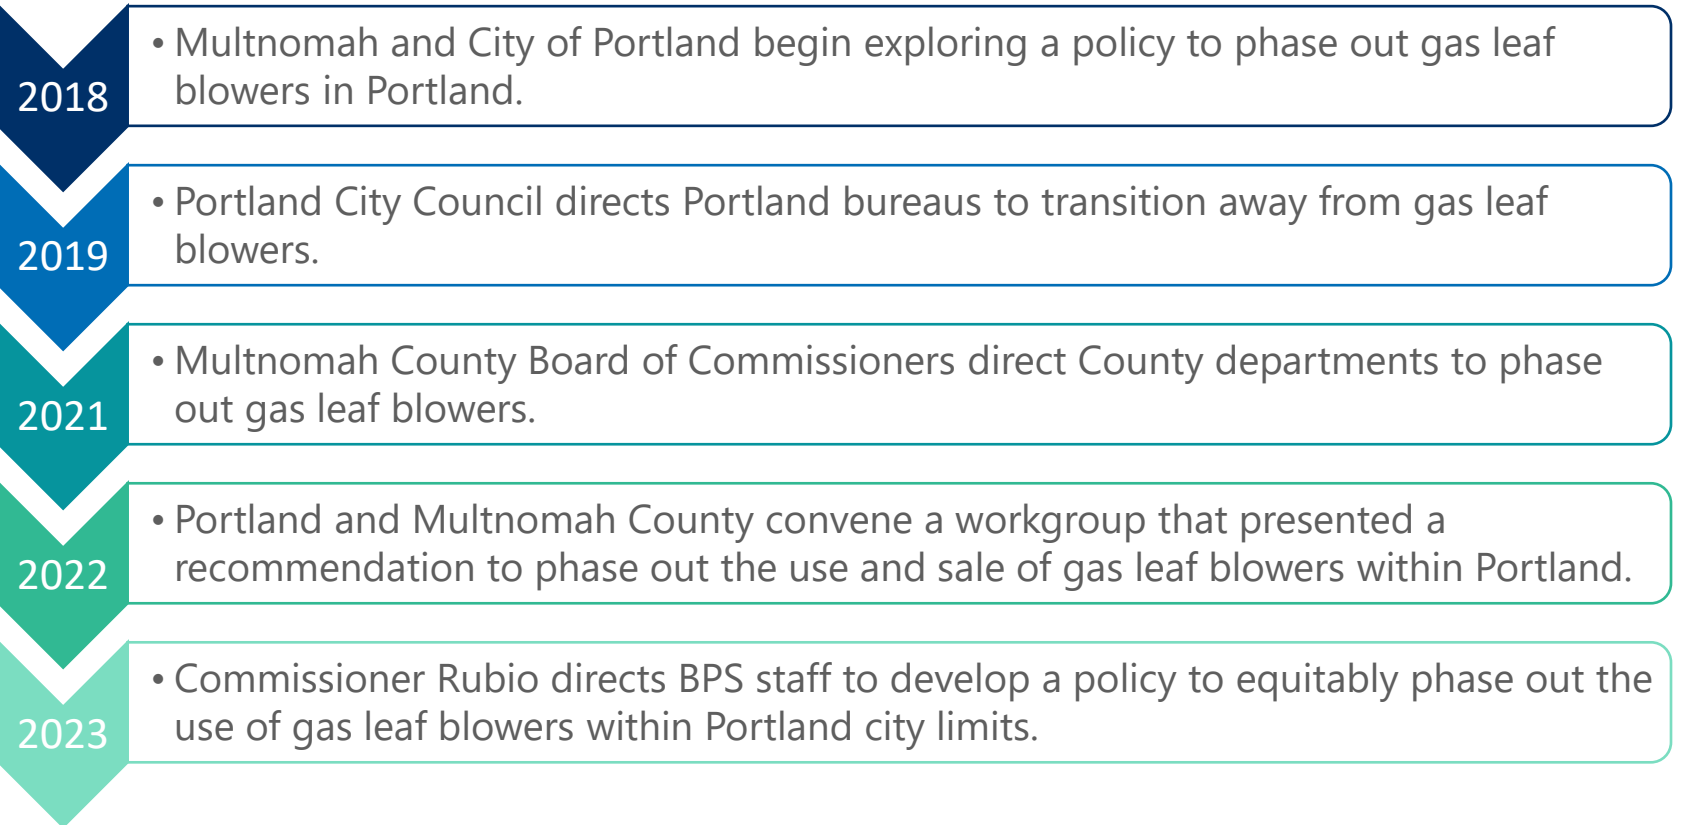 2018
• Multnomah and City of Portland begin exploring a policy to phase out gas leaf
blowers in Portland.
2019
• Portland City Council directs Portland bureaus to transition away from gas leaf
blowers.
2021
• Multnomah County Board of Commissioners direct County departments to phase
out gas leaf blowers.
2022
• Portland and Multnomah County convene a workgroup that presented a
recommendation to phase out the use and sale of gas leaf blowers within Portland.
2023
• Commissioner Rubio directs BPS staff to develop a policy to equitably phase out the
use of gas leaf blowers within Portland city limits.